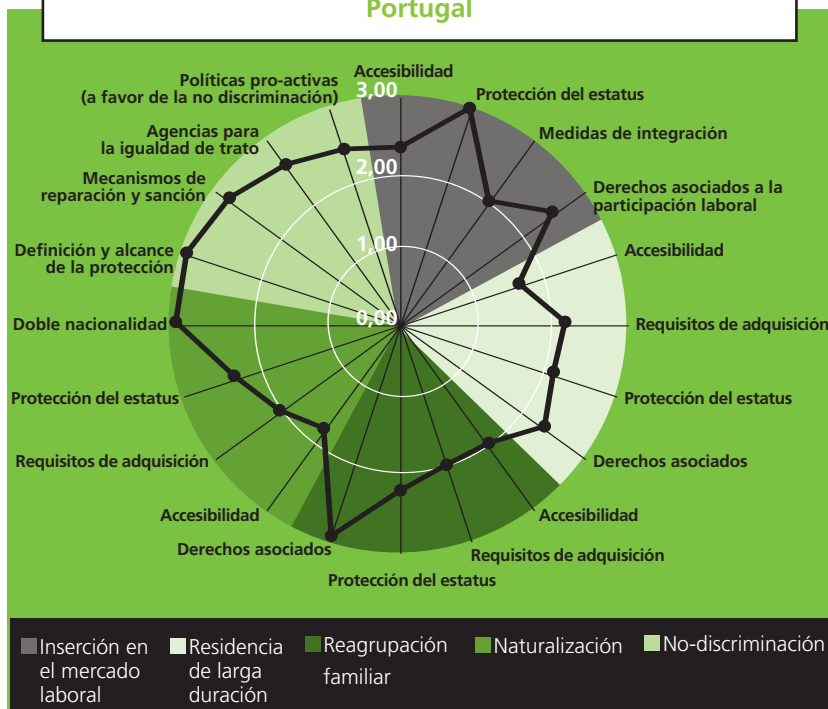 Portugal
Accesibilidad
3,00
2,00
1,00
0,00
Protección del estatus
Medidas de integración
Derechos asociados a la
participación laboral
Accesibilidad
Requisitos de adquisición
Protección del estatus
Derechos asociados
Accesibilidad
Requisitos de adquisición
Protección del estatus
Derechos asociados
Accesibilidad
Requisitos de adquisición
Protección del estatus
Doble nacionalidad
Definición y alcance
de la protección
Mecanismos de
reparación y sanción
Agencias para
la igualdad de trato
Políticas pro-activas
(a favor de la no discriminación)
Inserción en
el mercado
laboral
Residencia
de larga
duración
Reagrupación
familiar
Naturalización
No-discriminación